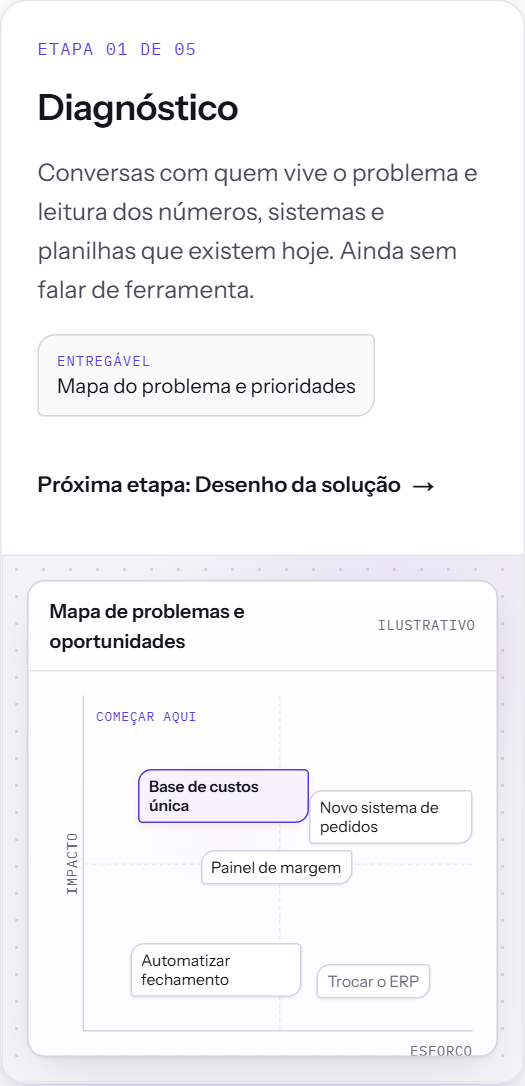 ETAPA 01 DE 05
Diagnóstico
Conversas com quem vive o problema e
leitura dos números, sistemas e
planilhas que existem hoje. Ainda sem
falar de ferramenta.
ENTREGÁVEL
Mapa do problema e prioridades
Próxima etapa: Desenho da solução →
Mapa de problemas e
oportunidades
ILUSTRATIVO
COMEÇAR AQUI
Base de custos
única
Novo sistema de
pedidos
Painel de margem
IMPACTO
Automatizar
fechamento
Trocar o ERP
ESFORÇO